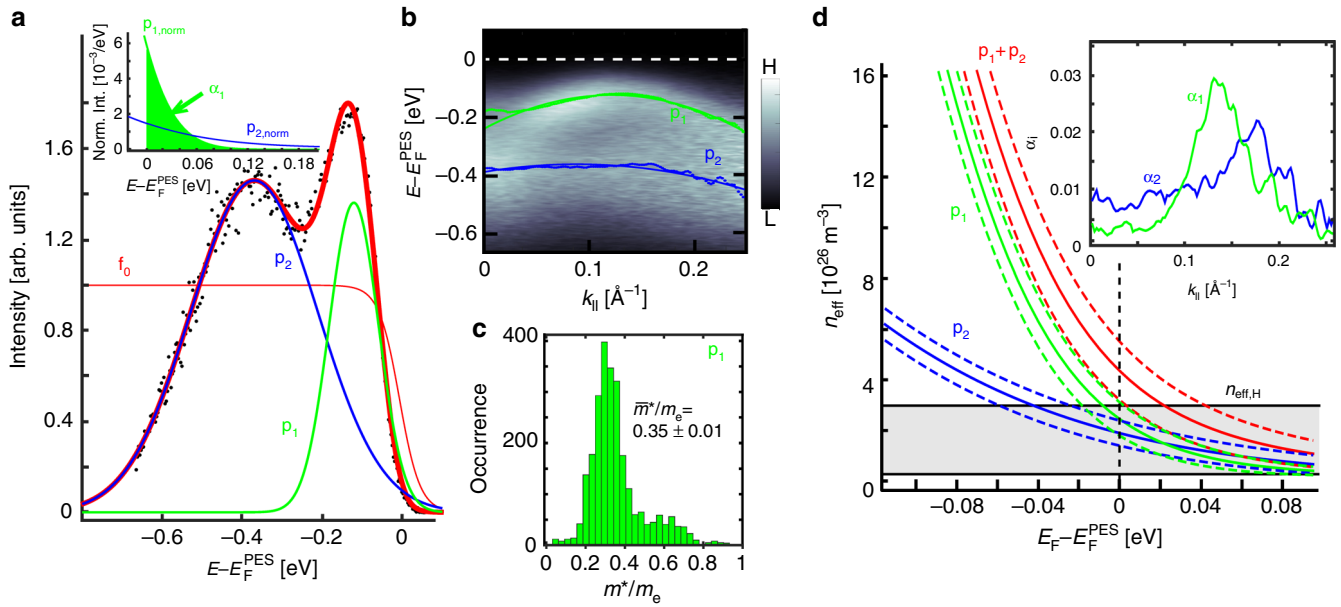 a
p1,norm
6
4
2
0
Norm. Int. [10⁻³/eV]
α1
p2,norm
0
0.06
0.12
0.18
E–E_F^PES [eV]
2
1.6
1.2
0.8
0.4
0
Intensity [arb. units]
f0
p2
p1
−0.6
−0.4
−0.2
0
E–E_F^PES [eV]
b
0
−0.2
−0.4
−0.6
E–E_F^PES [eV]
p1
p2
H
L
0
0.1
0.2
k|| [Å⁻¹]
c
400
200
0
Occurrence
p1
m̅*/me=
0.35 ± 0.01
0
0.2
0.4
0.6
0.8
1
m*/me
d
16
12
8
4
0
neff [10²⁶ m⁻³]
p1+p2
p1
p2
neff,H
−0.08
−0.04
0
0.04
0.08
EF–E_F^PES [eV]
0.03
0.02
0.01
0
αi
α1
α2
0
0.1
0.2
k|| [Å⁻¹]